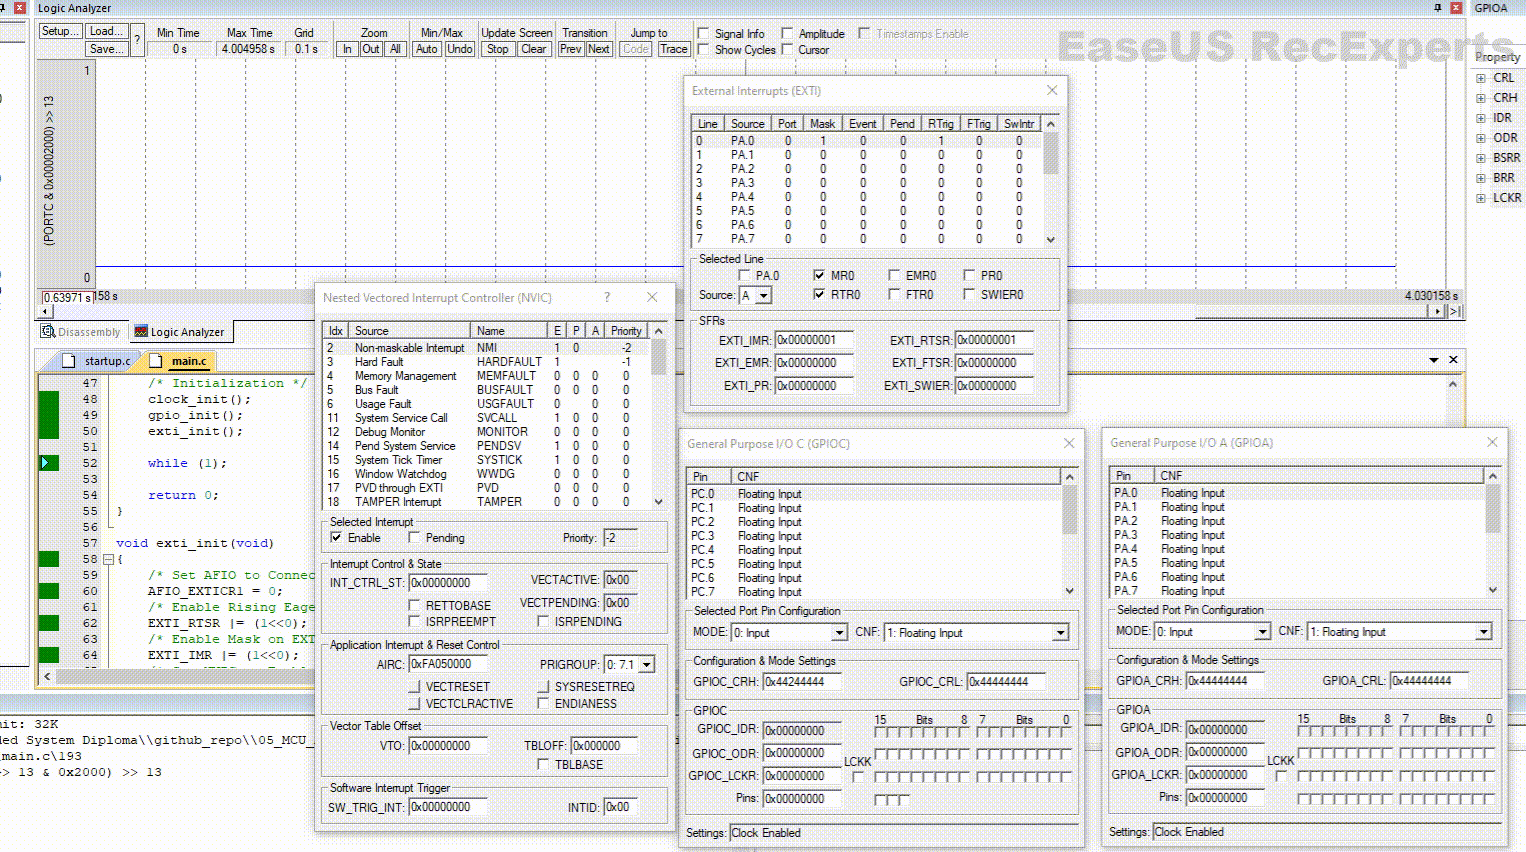 Logic Analyzer
GPIOA
Setup... Load... Save... ?
Min Time Max Time Grid Zoom Min/Max Update Screen Transition Jump to
0 s 4.004958 s 0.1 s In Out All Auto Undo Stop Clear Prev Next Code Trace
Signal Info Amplitude Timestamps Enable
Show Cycles Cursor
EaseUS RecExperts
Property
CRL
CRH
IDR
ODR
BSRR
BRR
LCKR
1
(PORTC & 0x00002000) >> 13
0
0.63971 s 158 s
4.030158 s
Disassembly Logic Analyzer
External Interrupts (EXTI)
Line Source Port Mask Event Pend RTrig FTrig SwIntr
0 PA.0 0 1 0 0 1 0 0
1 PA.1 0 0 0 0 0 0 0
2 PA.2 0 0 0 0 0 0 0
3 PA.3 0 0 0 0 0 0 0
4 PA.4 0 0 0 0 0 0 0
5 PA.5 0 0 0 0 0 0 0
6 PA.6 0 0 0 0 0 0 0
7 PA.7 0 0 0 0 0 0 0
Selected Line
PA.0 MR0 EMR0 PR0
Source: A RTR0 FTR0 SWIER0
SFRs
EXTI_IMR: 0x00000001 EXTI_RTSR: 0x00000001
EXTI_EMR: 0x00000000 EXTI_FTSR: 0x00000000
EXTI_PR: 0x00000000 EXTI_SWIER: 0x00000000
Nested Vectored Interrupt Controller (NVIC) ?
Idx Source Name E P A Priority
2 Non-maskable Interrupt NMI 1 0 -2
3 Hard Fault HARDFAULT 1 -1
4 Memory Management MEMFAULT 0 0 0 0
5 Bus Fault BUSFAULT 0 0 0 0
6 Usage Fault USGFAULT 0 0 0
11 System Service Call SVCALL 1 0 0 0
12 Debug Monitor MONITOR 0 0 0 0
14 Pend System Service PENDSV 1 0 0 0
15 System Tick Timer SYSTICK 1 0 0 0
16 Window Watchdog WWDG 0 0 0 0
17 PVD through EXTI PVD 0 0 0 0
18 TAMPER Interrupt TAMPER 0 0 0 0
Selected Interrupt
Enable Pending Priority: -2
Interrupt Control & State
INT_CTRL_ST: 0x00000000 VECTACTIVE: 0x00
RETTOBASE VECTPENDING: 0x00
ISRPREEMPT ISRPENDING
Application Interrupt & Reset Control
AIRC: 0xFA050000 PRIGROUP: 0: 7.1
VECTRESET SYSRESETREQ
VECTCLRACTIVE ENDIANESS
Vector Table Offset
VTO: 0x00000000 TBLOFF: 0x000000
TBLBASE
Software Interrupt Trigger
SW_TRIG_INT: 0x00000000 INTID: 0x00
startup.c main.c
47 /* Initialization */
48 clock_init();
49 gpio_init();
50 exti_init();
51
52 while (1);
53
54 return 0;
55 }
56
57 void exti_init(void)
58 {
59 /* Set AFIO to Connec
60 AFIO_EXTICR1 = 0;
61 /* Enable Rising Eage
62 EXTI_RTSR |= (1<<0);
63 /* Enable Mask on EXT
64 EXTI_IMR |= (1<<0);
mit: 32K
ded System Diploma\\github_repo\\05_MCU_
main.c\193
> 13 & 0x2000) >> 13
General Purpose I/O C (GPIOC)
Pin CNF
PC.0 Floating Input
PC.1 Floating Input
PC.2 Floating Input
PC.3 Floating Input
PC.4 Floating Input
PC.5 Floating Input
PC.6 Floating Input
PC.7 Floating Input
Selected Port Pin Configuration
MODE: 0: Input CNF: 1: Floating Input
Configuration & Mode Settings
GPIOC_CRH: 0x44244444 GPIOC_CRL: 0x44444444
GPIOC
15 Bits 8 7 Bits 0
GPIOC_IDR: 0x00000000
GPIOC_ODR: 0x00000000
LCKK
GPIOC_LCKR: 0x00000000
Pins: 0x00000000
Settings: Clock Enabled
General Purpose I/O A (GPIOA)
Pin CNF
PA.0 Floating Input
PA.1 Floating Input
PA.2 Floating Input
PA.3 Floating Input
PA.4 Floating Input
PA.5 Floating Input
PA.6 Floating Input
PA.7 Floating Input
Selected Port Pin Configuration
MODE: 0: Input CNF: 1: Floating Input
Configuration & Mode Settings
GPIOA_CRH: 0x44444444 GPIOA_CRL: 0x44444444
GPIOA
15 Bits 8 7 Bits 0
GPIOA_IDR: 0x00000000
GPIOA_ODR: 0x00000000
LCKK
GPIOA_LCKR: 0x00000000
Pins: 0x00000000
Settings: Clock Enabled